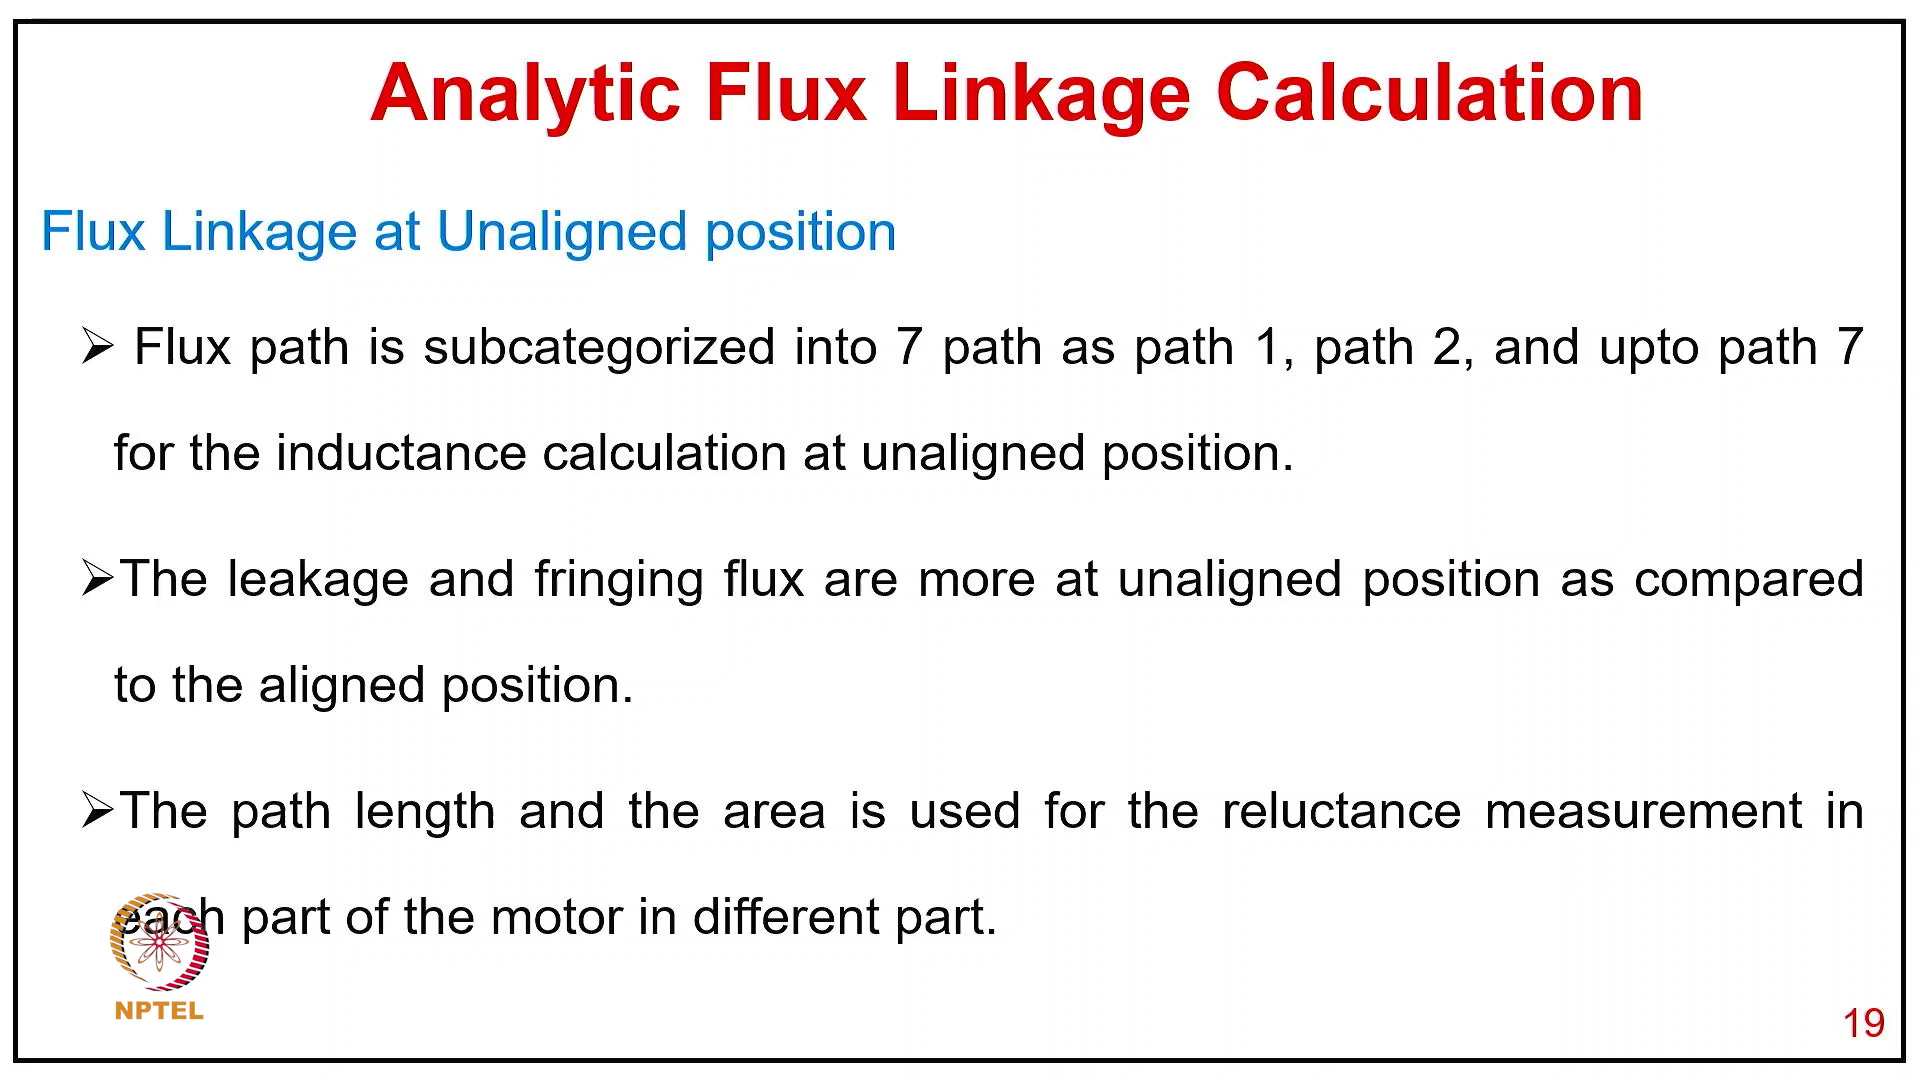 Analytic Flux Linkage Calculation
Flux Linkage at Unaligned position
➢ Flux path is subcategorized into 7 path as path 1, path 2, and upto path 7
for the inductance calculation at unaligned position.
➢The leakage and fringing flux are more at unaligned position as compared
to the aligned position.
➢The path length and the area is used for the reluctance measurement in
each part of the motor in different part.
NPTEL
19